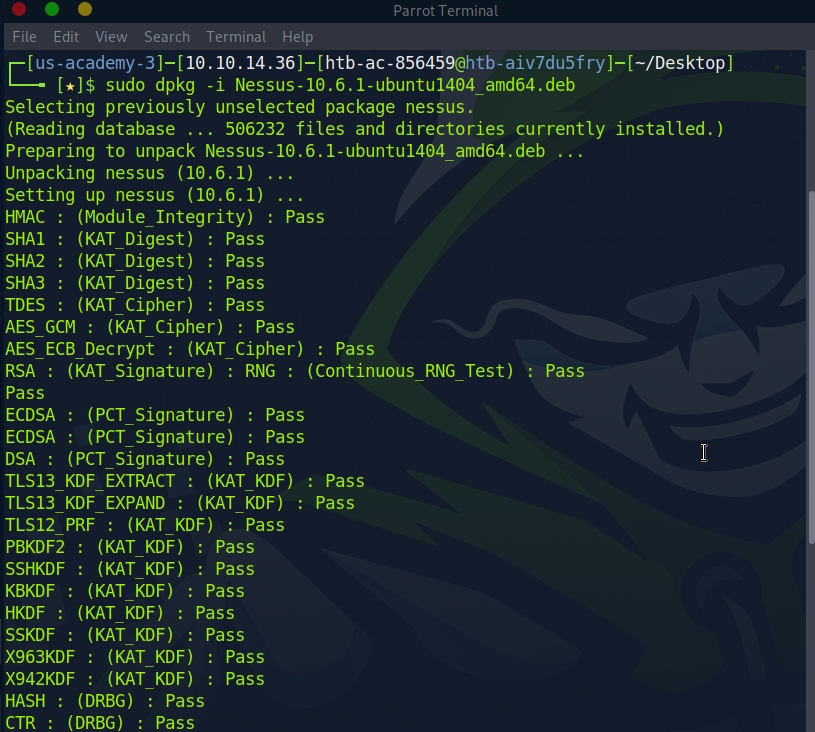 Parrot Terminal
File Edit View Search Terminal Help
┌─[us-academy-3]─[10.10.14.36]─[htb-ac-856459@htb-aiv7du5fry]─[~/Desktop]
└──╼ [★]$ sudo dpkg -i Nessus-10.6.1-ubuntu1404_amd64.deb
Selecting previously unselected package nessus.
(Reading database ... 506232 files and directories currently installed.)
Preparing to unpack Nessus-10.6.1-ubuntu1404_amd64.deb ...
Unpacking nessus (10.6.1) ...
Setting up nessus (10.6.1) ...
HMAC : (Module_Integrity) : Pass
SHA1 : (KAT_Digest) : Pass
SHA2 : (KAT_Digest) : Pass
SHA3 : (KAT_Digest) : Pass
TDES : (KAT_Cipher) : Pass
AES_GCM : (KAT_Cipher) : Pass
AES_ECB_Decrypt : (KAT_Cipher) : Pass
RSA : (KAT_Signature) : RNG : (Continuous_RNG_Test) : Pass
Pass
ECDSA : (PCT_Signature) : Pass
ECDSA : (PCT_Signature) : Pass
DSA : (PCT_Signature) : Pass
TLS13_KDF_EXTRACT : (KAT_KDF) : Pass
TLS13_KDF_EXPAND : (KAT_KDF) : Pass
TLS12_PRF : (KAT_KDF) : Pass
PBKDF2 : (KAT_KDF) : Pass
SSHKDF : (KAT_KDF) : Pass
KBKDF : (KAT_KDF) : Pass
HKDF : (KAT_KDF) : Pass
SSKDF : (KAT_KDF) : Pass
X963KDF : (KAT_KDF) : Pass
X942KDF : (KAT_KDF) : Pass
HASH : (DRBG) : Pass
CTR : (DRBG) : Pass